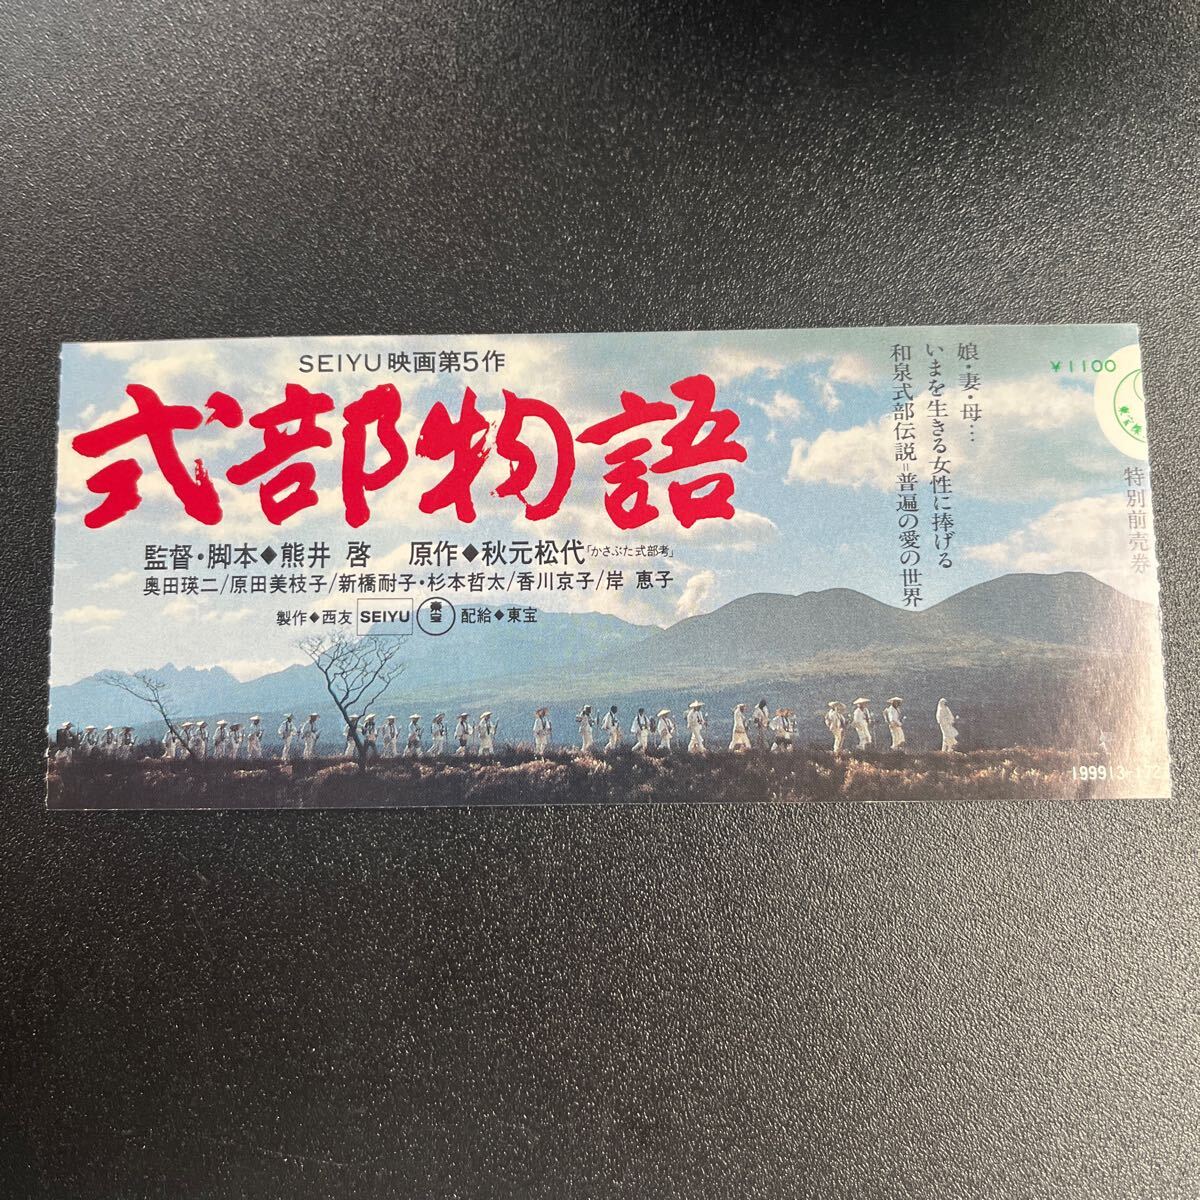 SEIYU映画第5作
式部物語
監督・脚本◆熊井 啓 原作◆秋元松代「かさぶた式部考」
奥田瑛二/原田美枝子/新橋耐子・杉本哲太/香川京子/岸 恵子
製作◆西友 SEIYU 東宝 配給◆東宝
娘・妻・母…
いまを生きる女性に捧げる
和泉式部伝説=普遍の愛の世界
¥1100
特別前売券